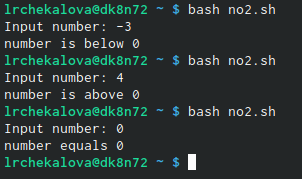 lrchekalova@dk8n72 ~ $ bash no2.sh
Input number: -3
number is below 0
lrchekalova@dk8n72 ~ $ bash no2.sh
Input number: 4
number is above 0
lrchekalova@dk8n72 ~ $ bash no2.sh
Input number: 0
number equals 0
lrchekalova@dk8n72 ~ $